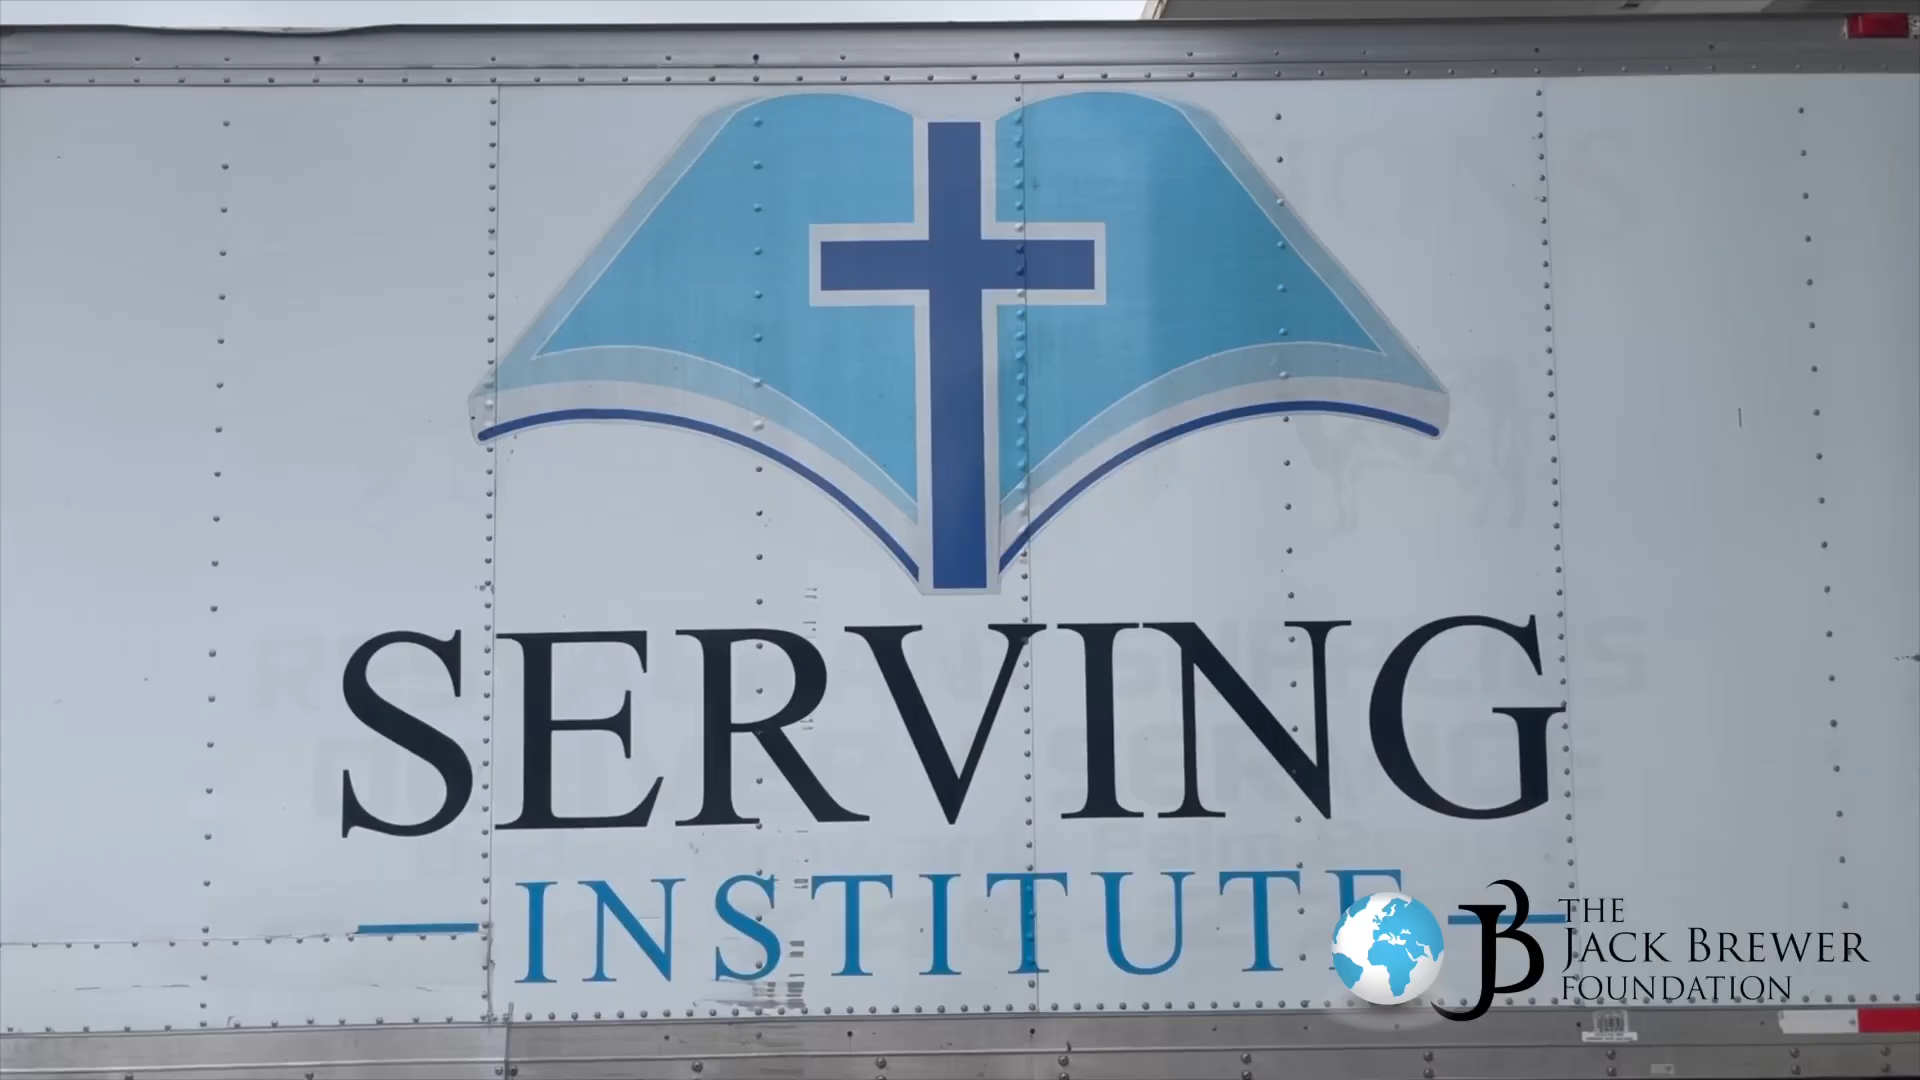 SERVING
INSTITUTE
THE
JACK BREWER
FOUNDATION